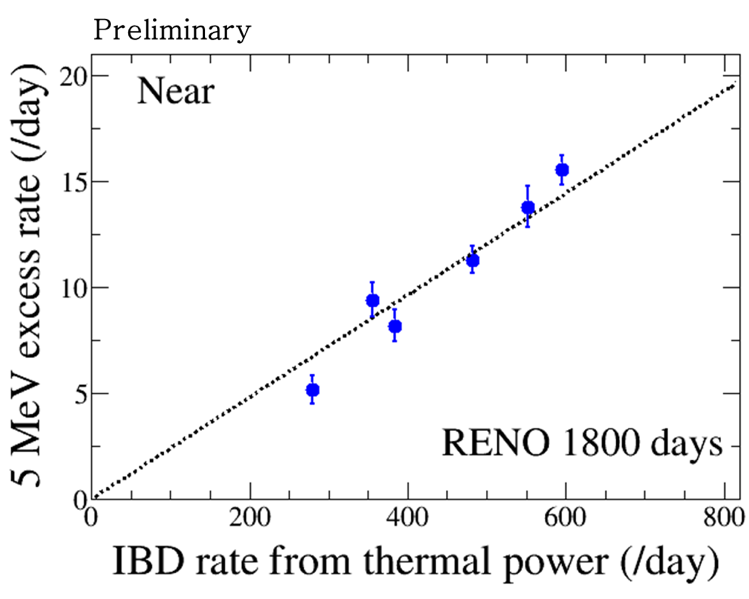 Preliminary
Near
RENO 1800 days
5 MeV excess rate (/day)
20
15
10
5
0
0 200 400 600 800
IBD rate from thermal power (/day)